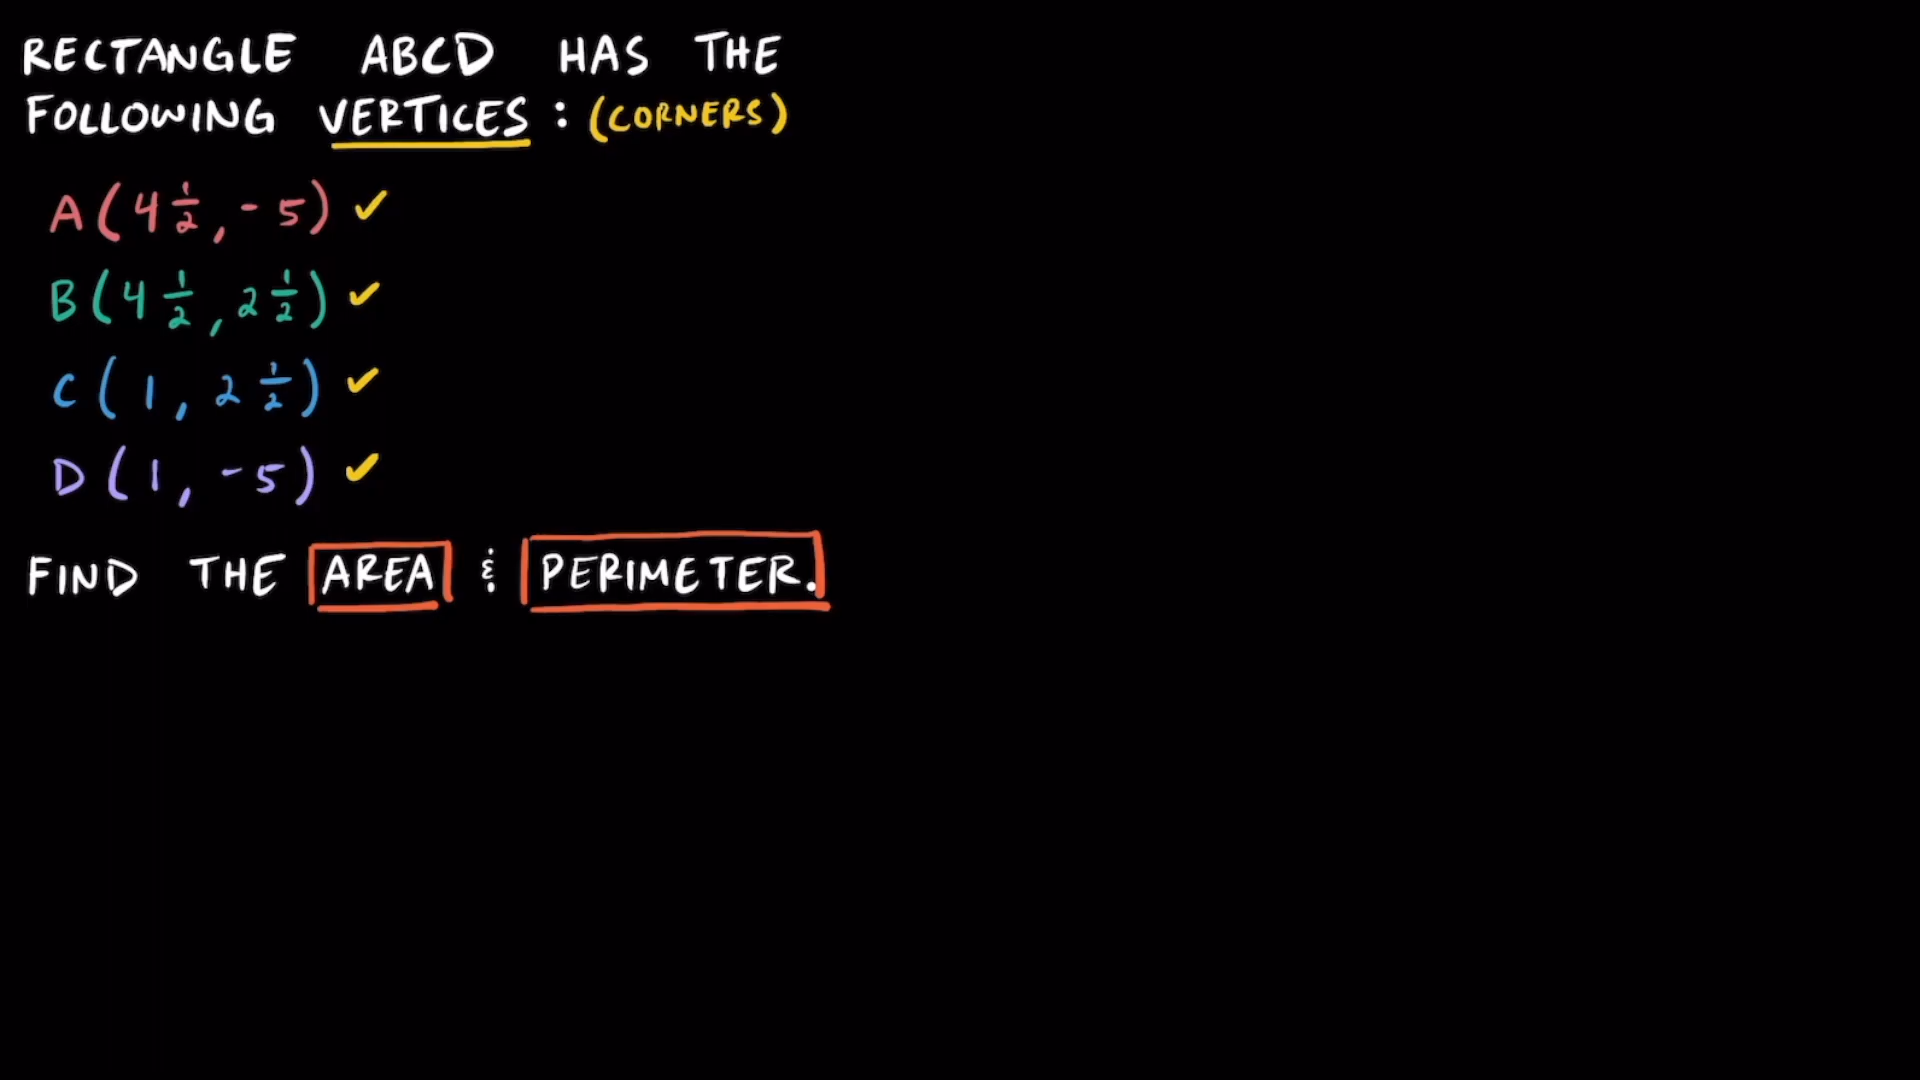 RECTANGLE ABCD HAS THE
FOLLOWING VERTICES : (CORNERS)
A(4 1/2, -5) ✓
B(4 1/2, 2 1/2) ✓
C(1, 2 1/2) ✓
D(1, -5) ✓
FIND THE AREA & PERIMETER.